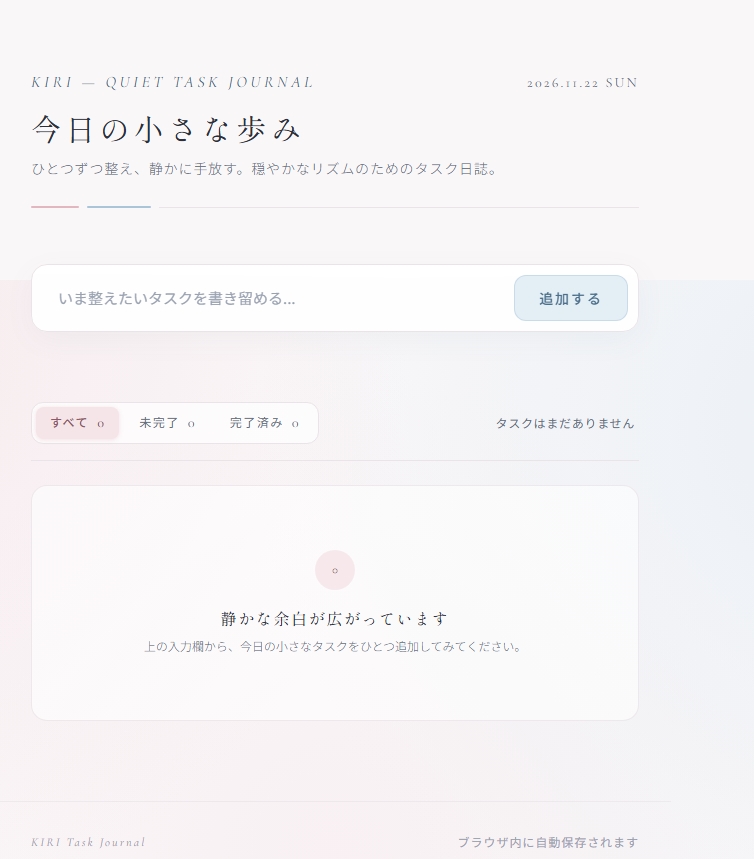 KIRI — QUIET TASK JOURNAL
2026.11.22 SUN
今日の小さな歩み
ひとつずつ整え、静かに手放す。穏やかなリズムのためのタスク日誌。
いま整えたいタスクを書き留める...
追加する
すべて 0 未完了 0 完了済み 0
タスクはまだありません
静かな余白が広がっています
上の入力欄から、今日の小さなタスクをひとつ追加してみてください。
KIRI Task Journal
ブラウザ内に自動保存されます